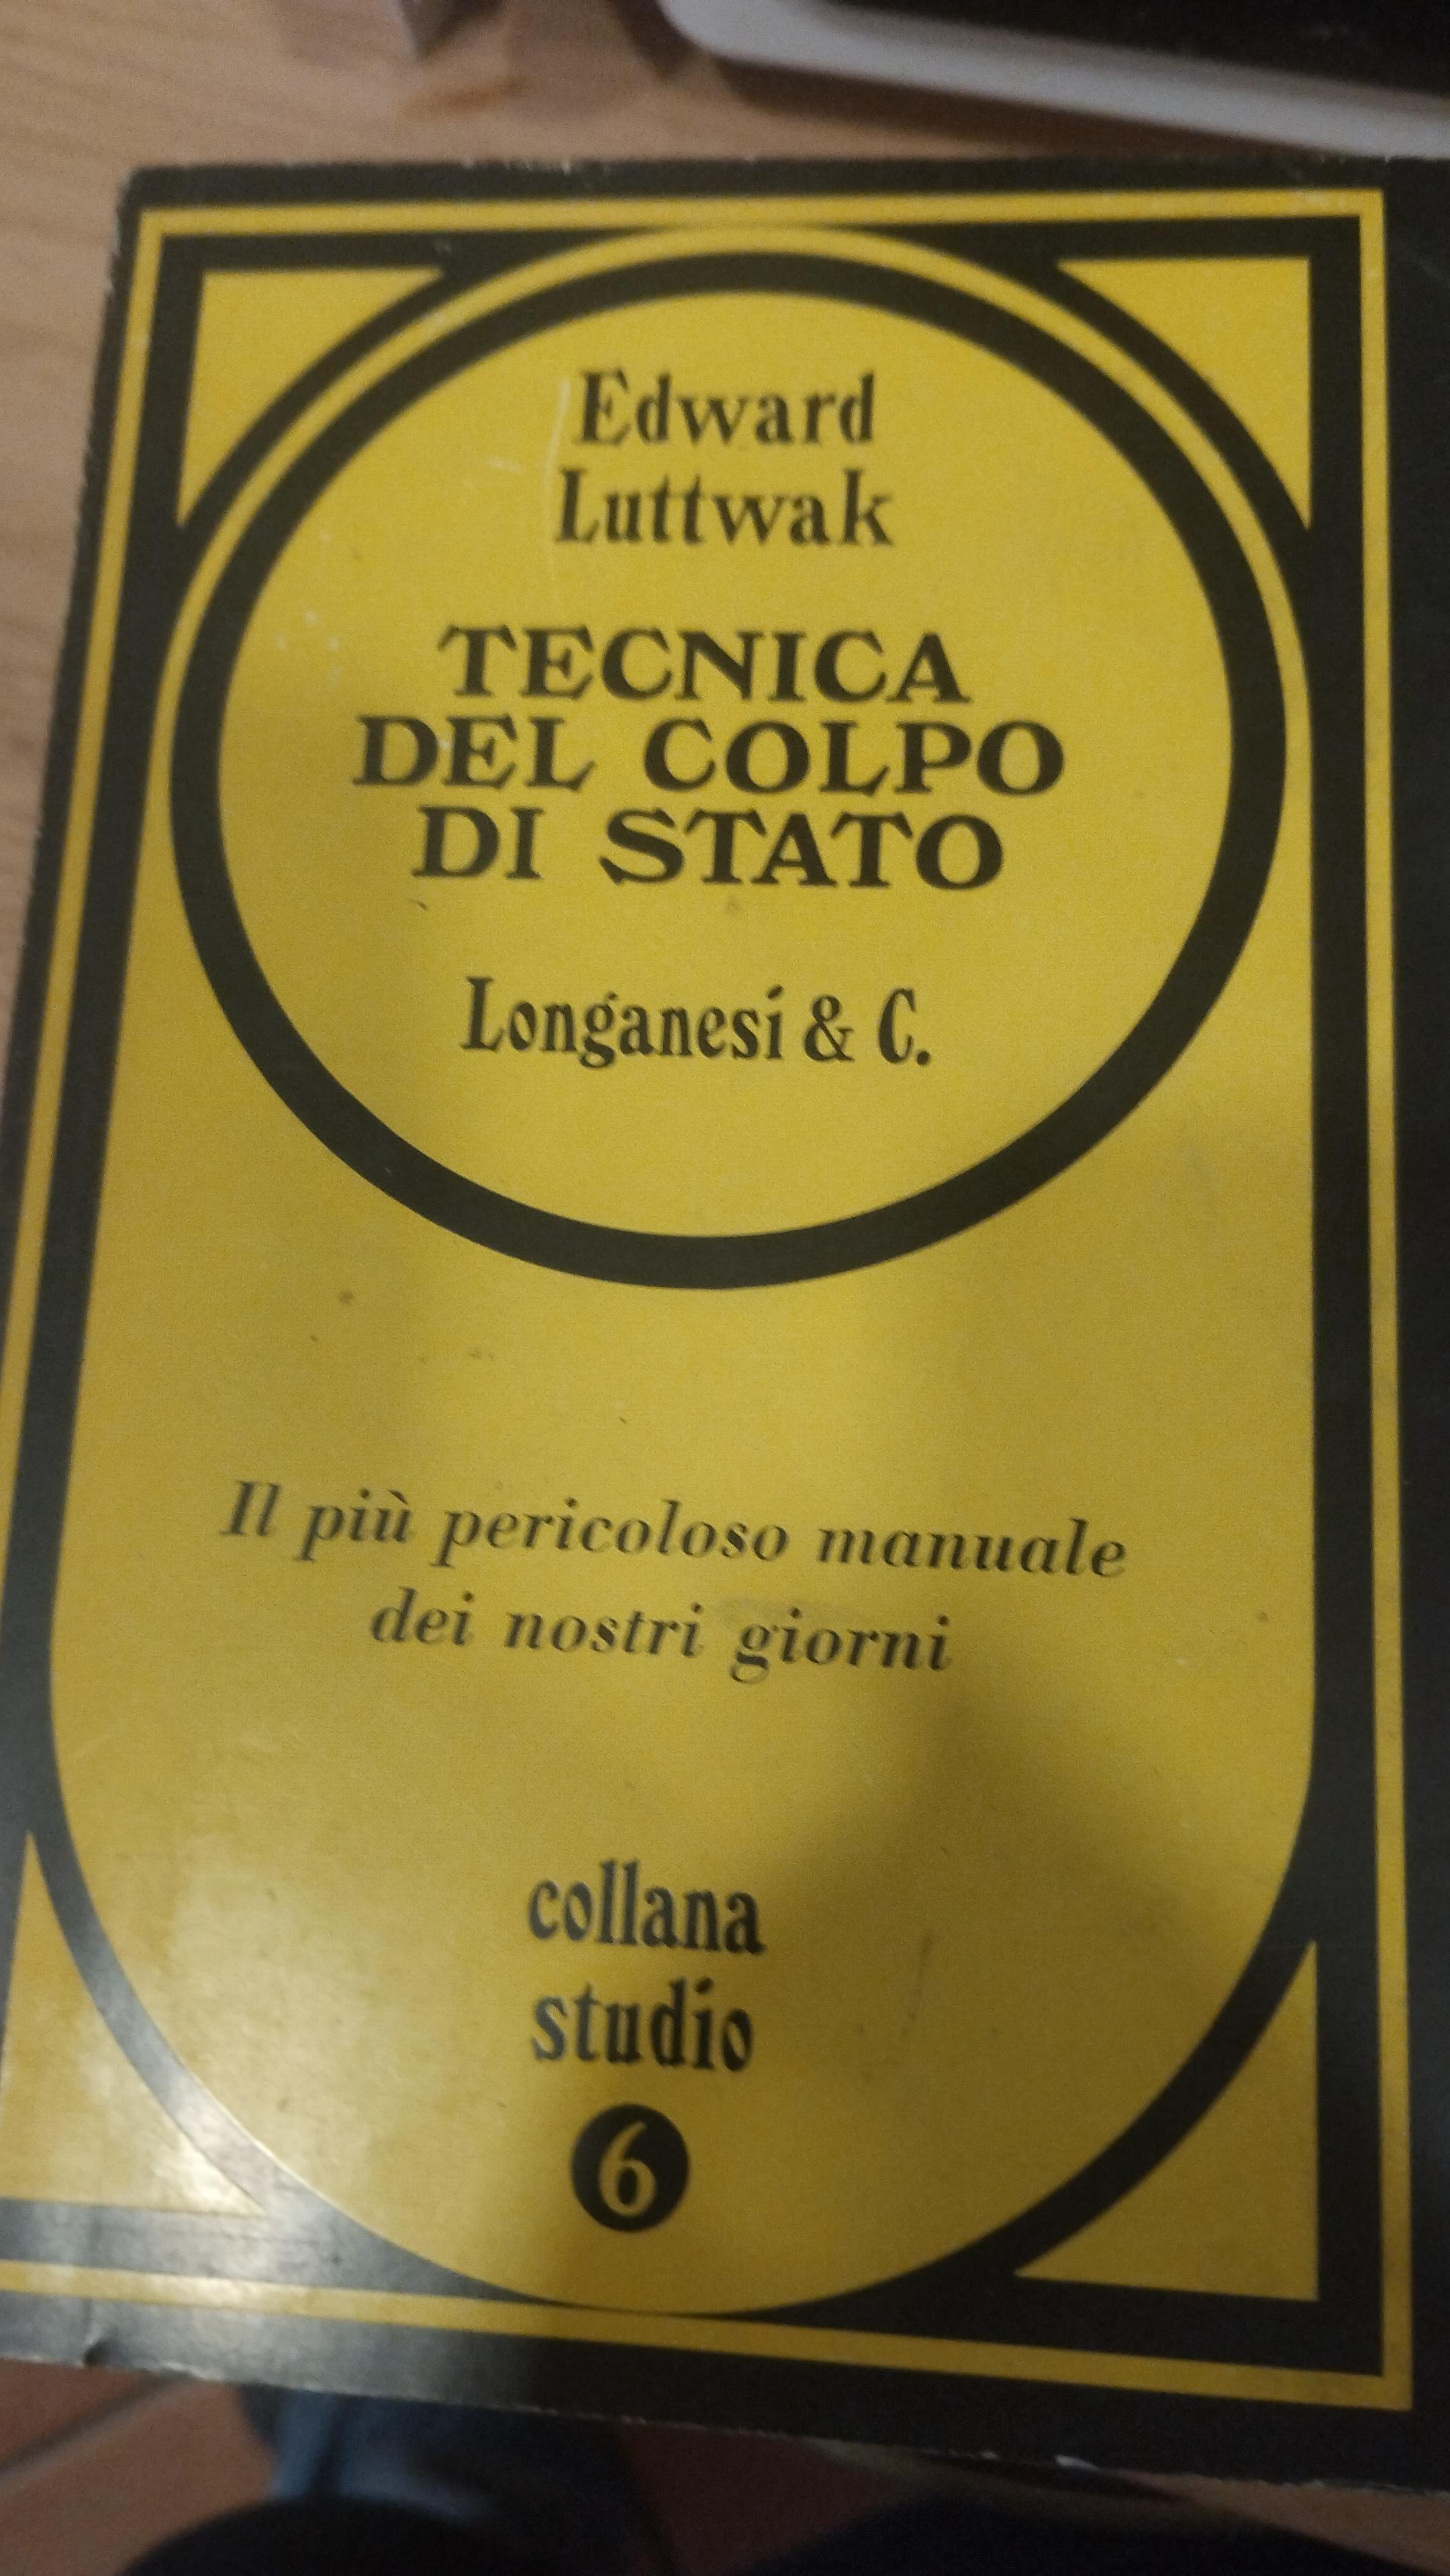 Edward
Luttwak
TECNICA
DEL COLPO
DI STATO
Longanesi & C.
Il più pericoloso manuale
dei nostri giorni
collana
studio
6